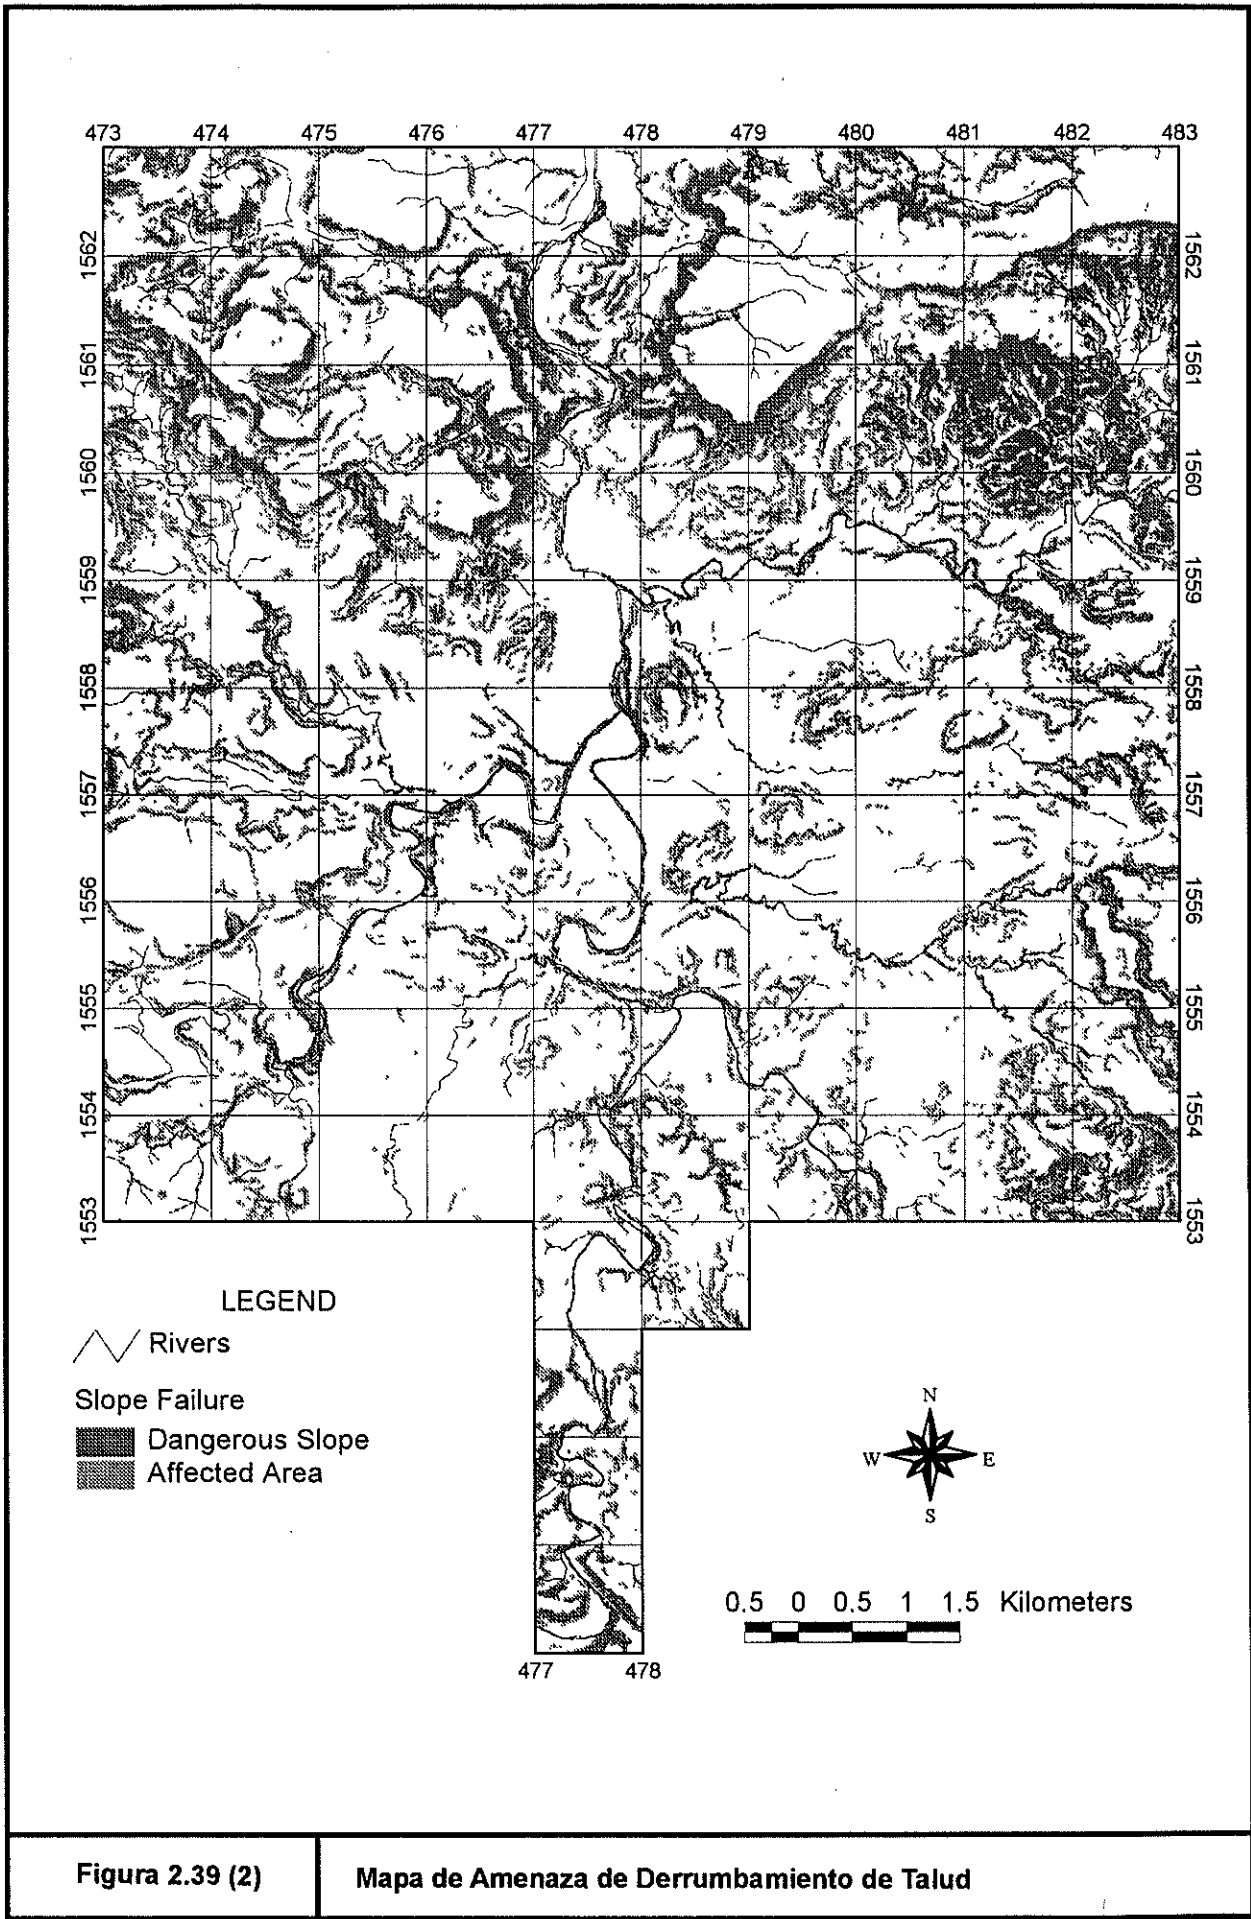 473 474 475 476 477 478 479 480 481 482 483
1562 1562
1561 1561
1560 1560
1559 1559
1558 1558
1557 1557
1556 1556
1555 1555
1554 1554
1553 1553
LEGEND
Rivers
Slope Failure
Dangerous Slope
Affected Area
N
W E
S
0.5 0 0.5 1 1.5 Kilometers
477 478
Figura 2.39 (2)
Mapa de Amenaza de Derrumbamiento de Talud